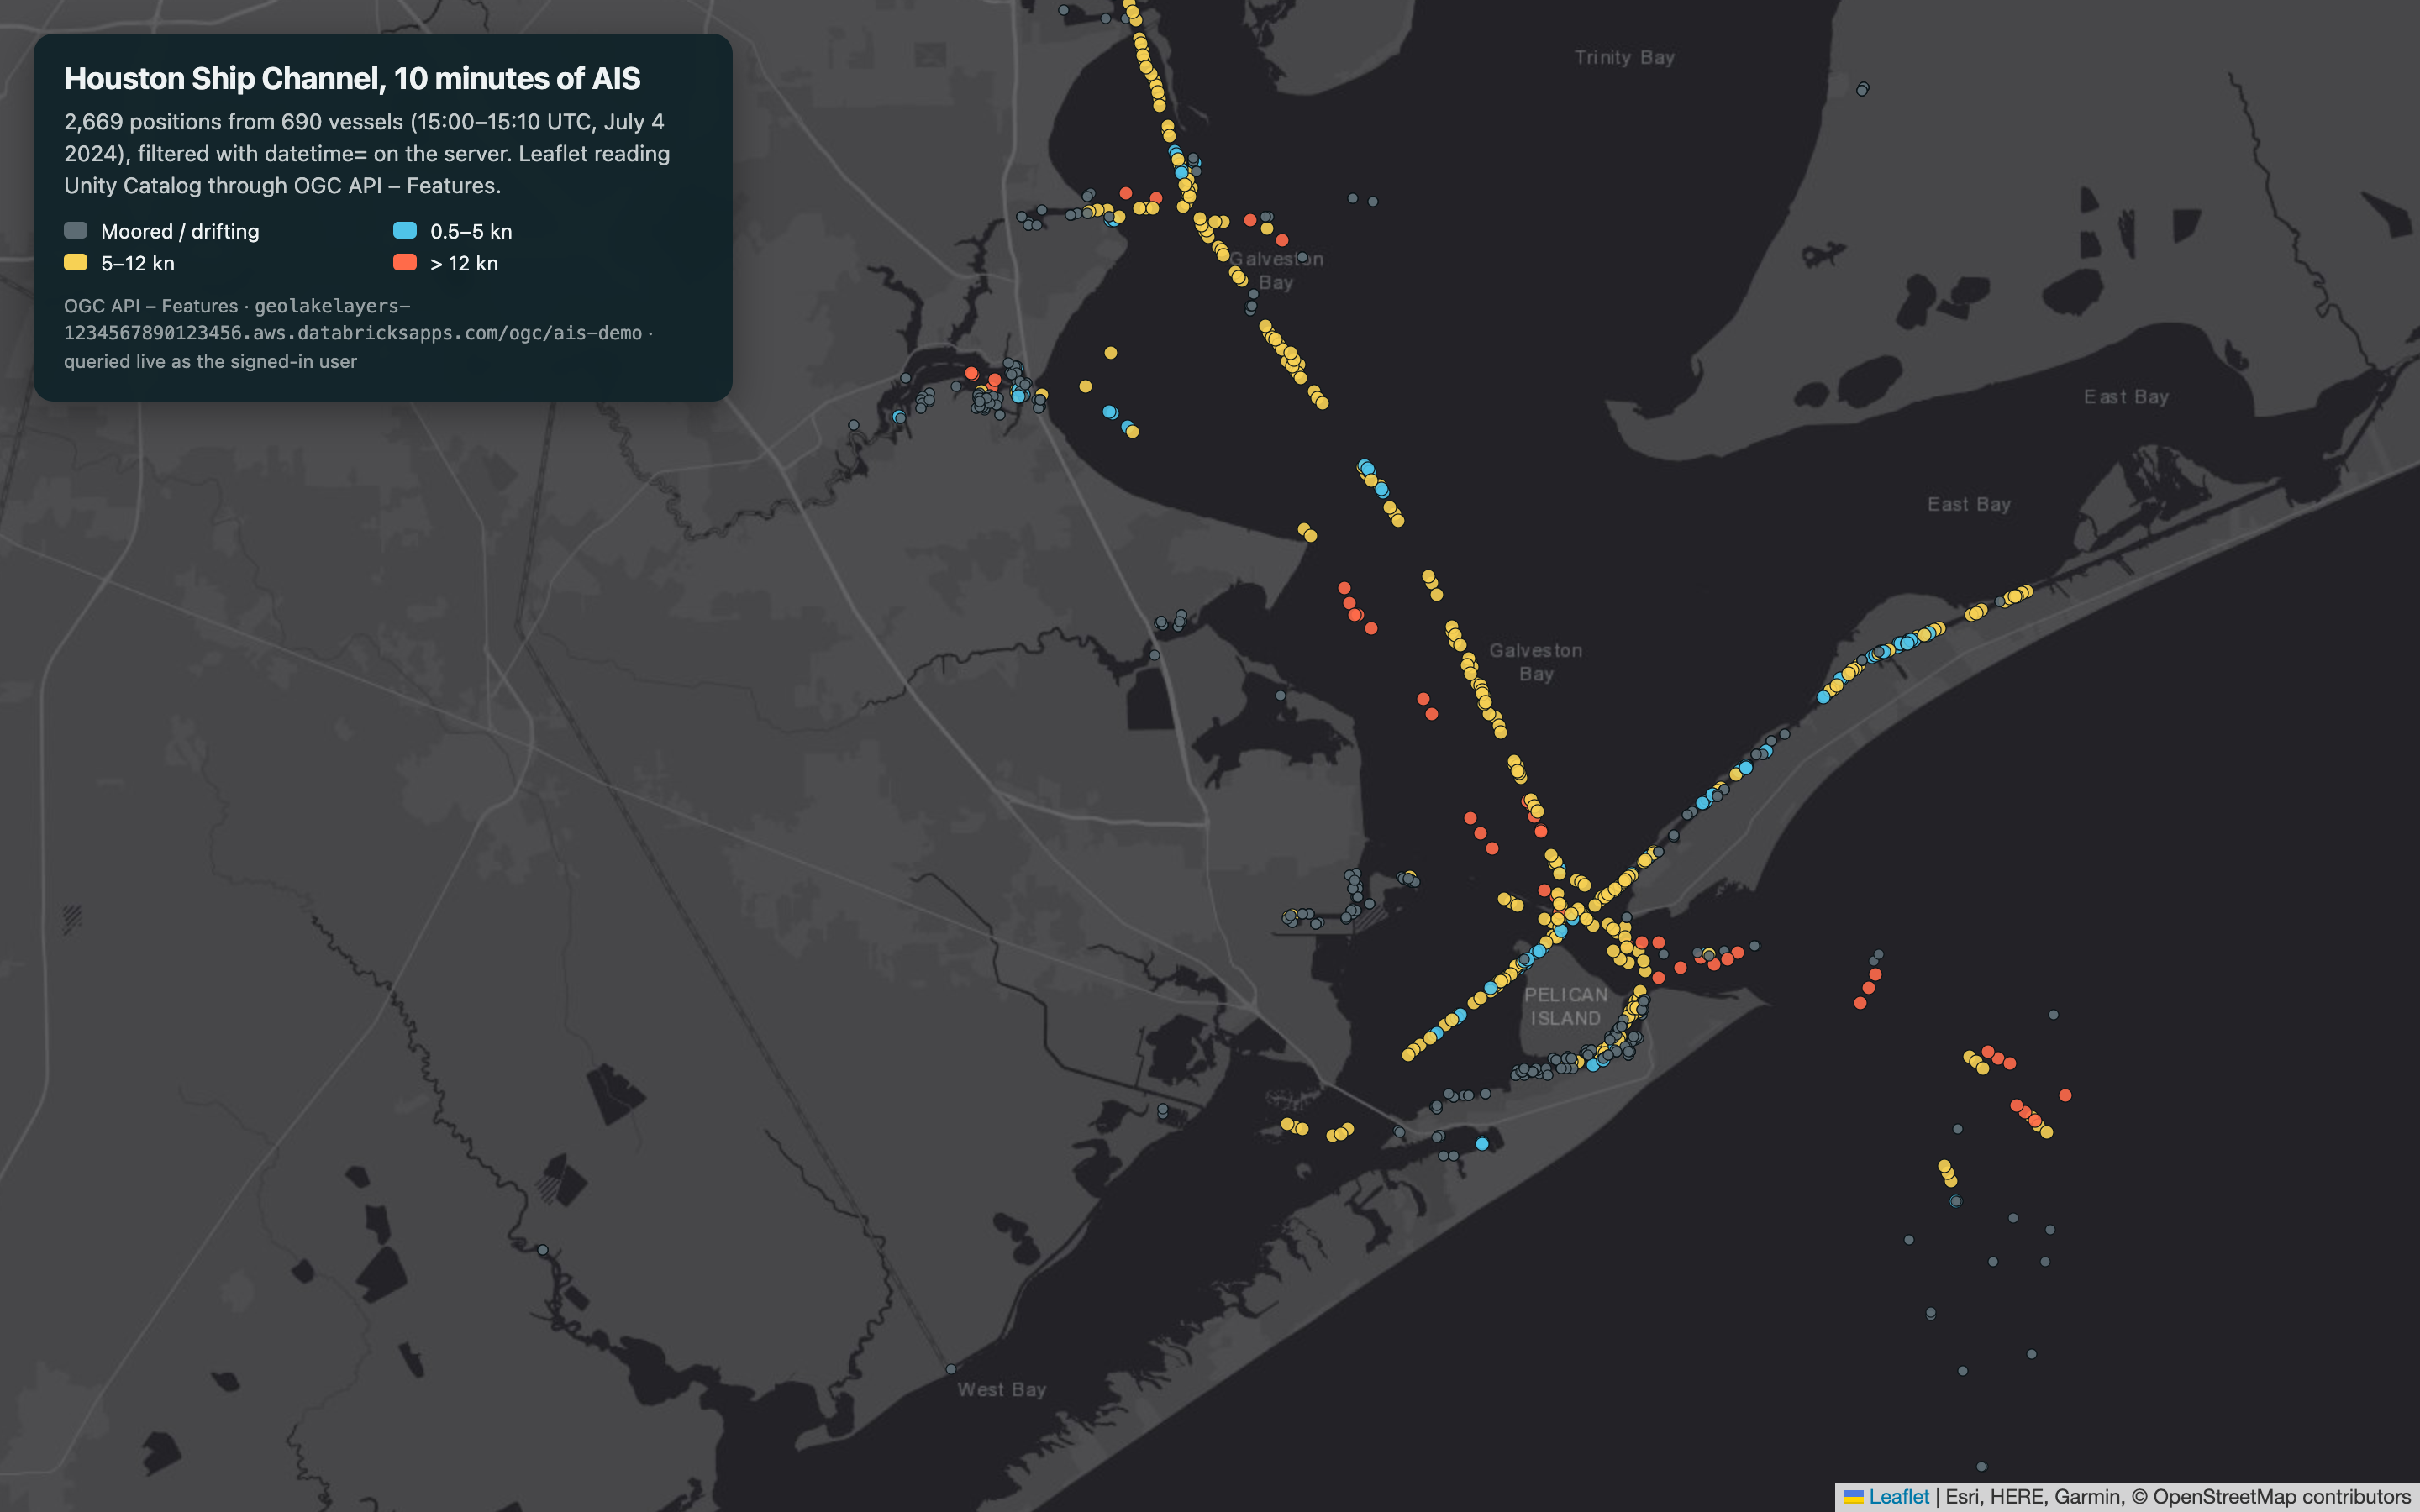 Houston Ship Channel, 10 minutes of AIS
2,669 positions from 690 vessels (15:00–15:10 UTC, July 4
2024), filtered with datetime= on the server. Leaflet reading
Unity Catalog through OGC API – Features.
Moored / drifting
0.5–5 kn
5–12 kn
> 12 kn
OGC API – Features · geolakelayers-
1234567890123456.aws.databricksapps.com/ogc/ais-demo ·
queried live as the signed-in user
Trinity Bay
Galveston
Bay
East Bay
East Bay
Galveston
Bay
PELICAN
ISLAND
West Bay
Leaflet | Esri, HERE, Garmin, © OpenStreetMap contributors